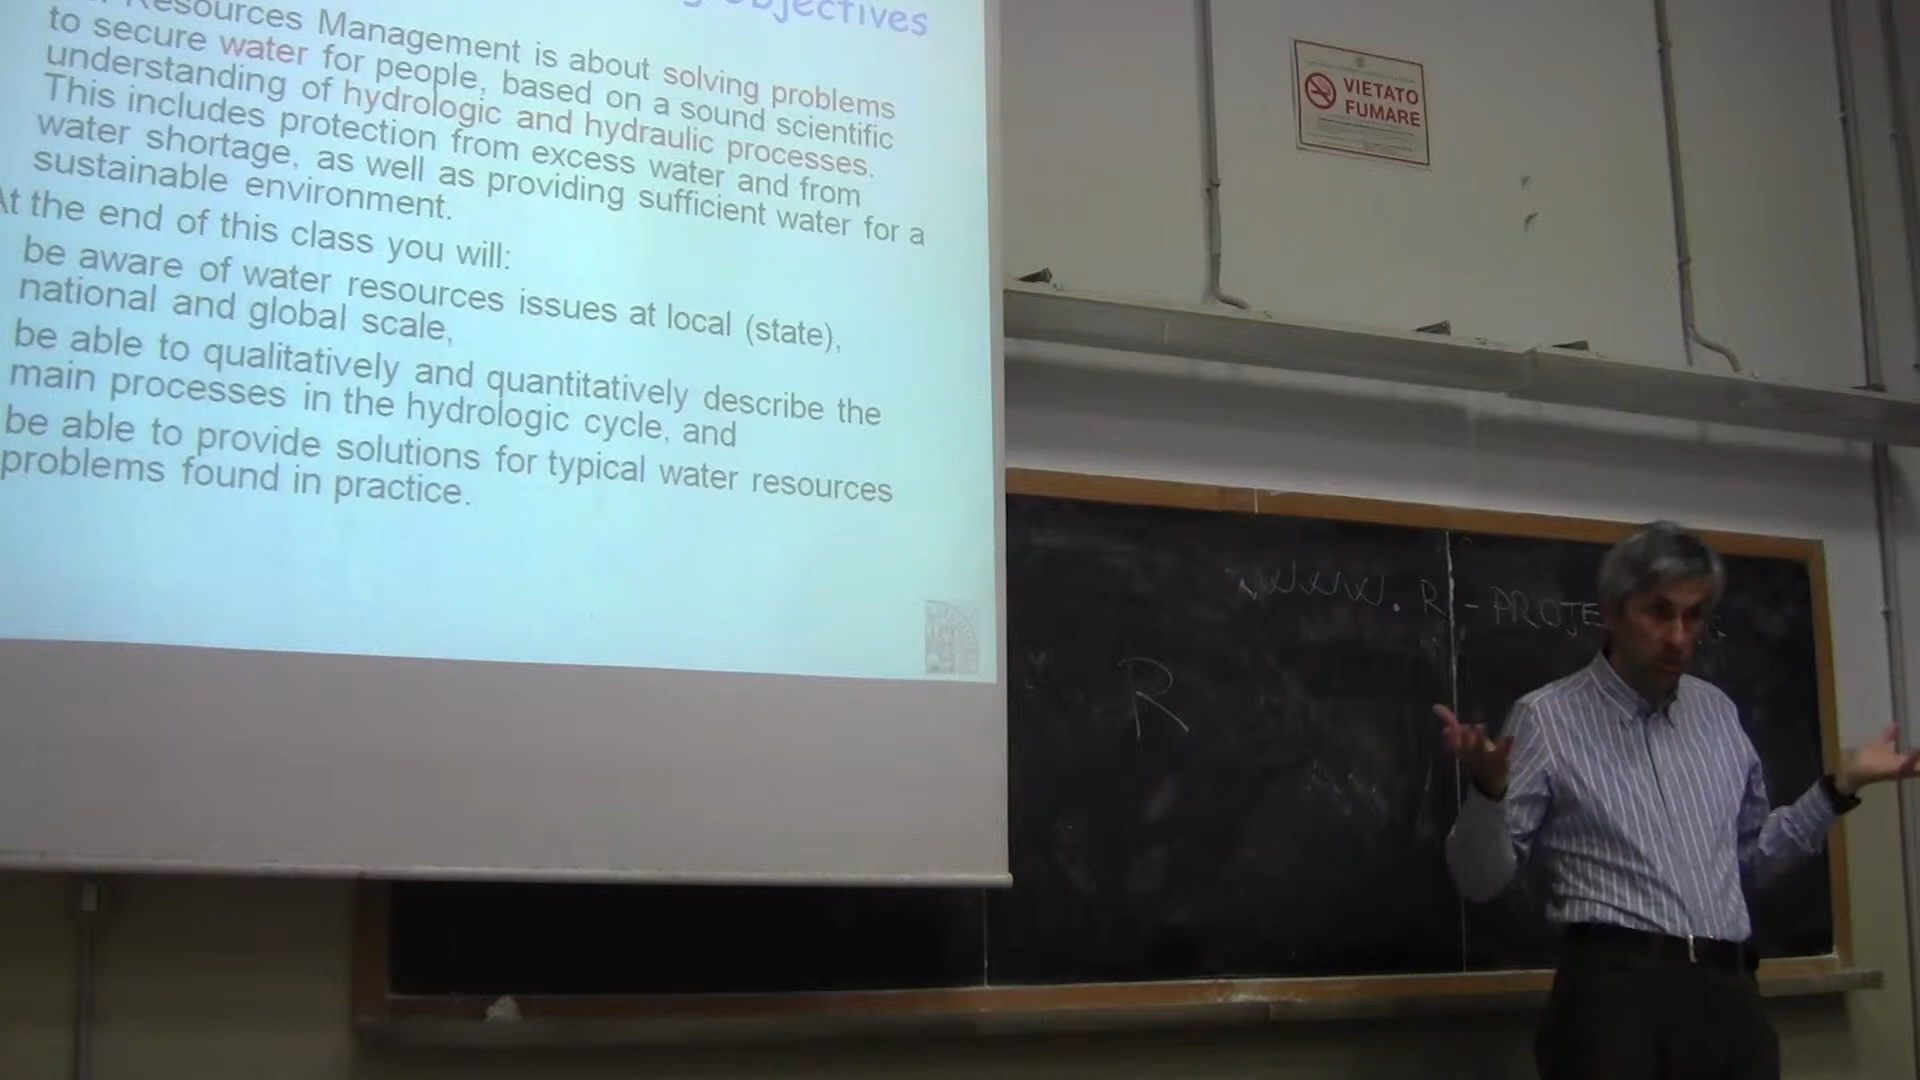 Objectives
Resources Management is about solving problems
to secure water for people, based on a sound scientific
understanding of hydrologic and hydraulic processes.
This includes protection from excess water and from
water shortage, as well as providing sufficient water for a
sustainable environment.
At the end of this class you will:
be aware of water resources issues at local (state),
national and global scale,
be able to qualitatively and quantitatively describe the
main processes in the hydrologic cycle, and
be able to provide solutions for typical water resources
problems found in practice.
VIETATO
FUMARE
WWW.R-PROJE
R